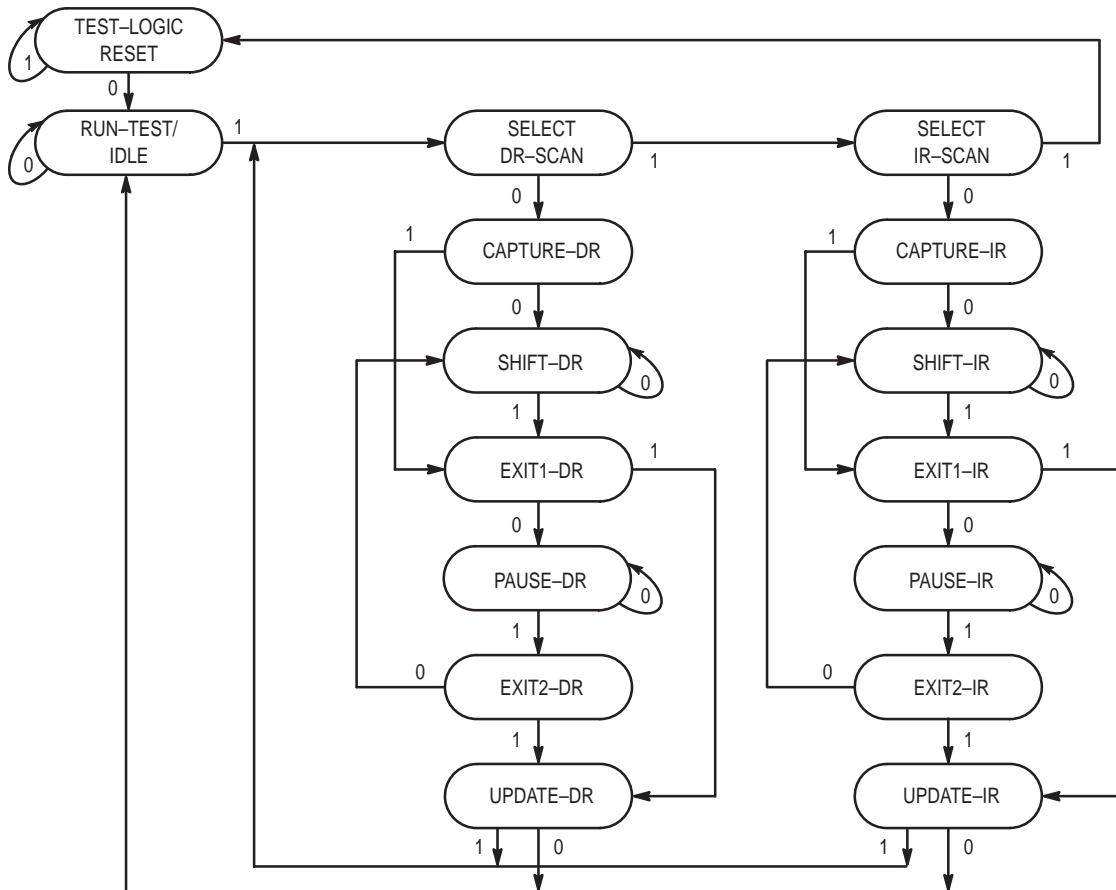 TEST–LOGIC
RESET
1
0
RUN–TEST/
IDLE
0
1
SELECT
DR–SCAN
1
SELECT
IR–SCAN
1
0
0
CAPTURE–DR
1
CAPTURE–IR
1
0
0
SHIFT–DR
0
SHIFT–IR
0
1
1
EXIT1–DR
1
EXIT1–IR
1
0
0
PAUSE–DR
0
PAUSE–IR
0
1
1
0
EXIT2–DR
0
EXIT2–IR
1
1
UPDATE–DR
UPDATE–IR
1
0
1
0